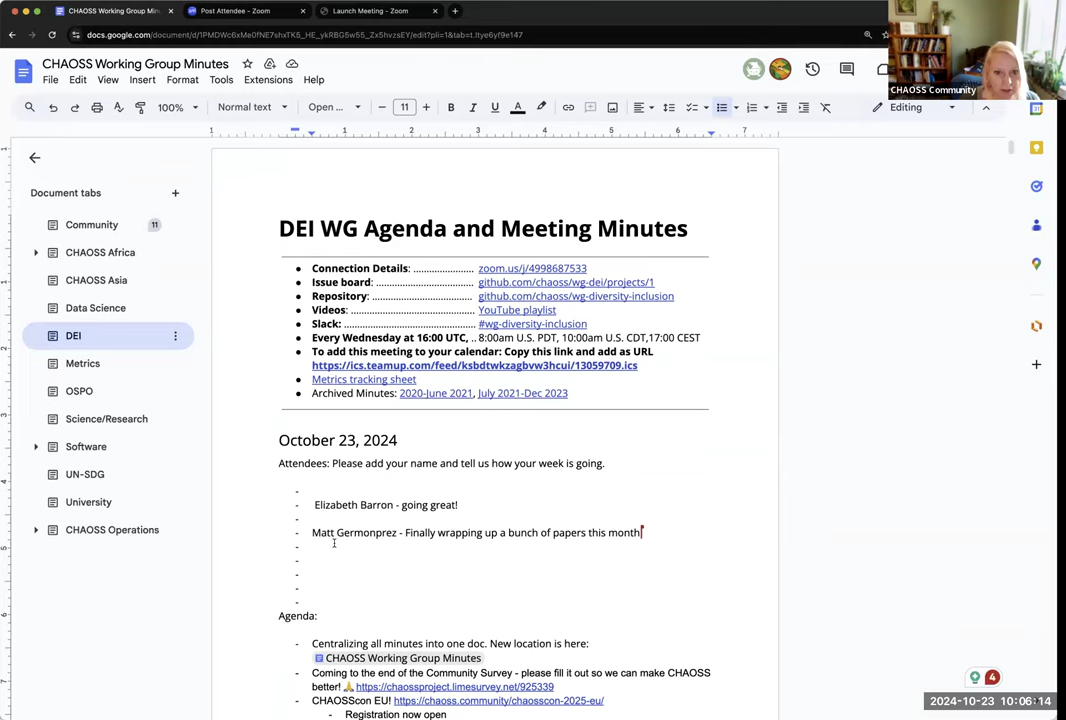 CHAOSS Working Group Min
Post Attendee - Zoom
Launch Meeting - Zoom
docs.google.com/document/d/1PMDWc6xMe0fNE7shxTK5_HE_ykRBG5w55_Zx5hvzsEY/edit?pli=1&tab=t.ltye6yf9e147
CHAOSS Working Group Minutes
File Edit View Insert Format Tools Extensions Help
100% Normal text Open ... 11 Editing
CHAOSS Community
1 1 2 3 4 5 6 7
Document tabs
Community 11
CHAOSS Africa
CHAOSS Asia
Data Science
DEI
Metrics
OSPO
Science/Research
Software
UN-SDG
University
CHAOSS Operations
DEI WG Agenda and Meeting Minutes
● Connection Details: ....................... zoom.us/j/4998687533
● Issue board: ................................. github.com/chaoss/wg-dei/projects/1
● Repository: ................................... github.com/chaoss/wg-diversity-inclusion
● Videos: .......................................... YouTube playlist
● Slack: ............................................. #wg-diversity-inclusion
● Every Wednesday at 16:00 UTC, .. 8:00am U.S. PDT, 10:00am U.S. CDT,17:00 CEST
● To add this meeting to your calendar: Copy this link and add as URL
https://ics.teamup.com/feed/ksbdtwkzagbvw3hcui/13059709.ics
● Metrics tracking sheet
● Archived Minutes: 2020-June 2021, July 2021-Dec 2023
October 23, 2024
Attendees: Please add your name and tell us how your week is going.
-
- Elizabeth Barron - going great!
-
- Matt Germonprez - Finally wrapping up a bunch of papers this month
-
-
-
-
-
Agenda:
- Centralizing all minutes into one doc. New location is here:
CHAOSS Working Group Minutes
- Coming to the end of the Community Survey - please fill it out so we can make CHAOSS
better! 🙏 https://chaossproject.limesurvey.net/925339
- CHAOSScon EU! https://chaoss.community/chaosscon-2025-eu/
- Registration now open
4
2024-10-23 10:06:14